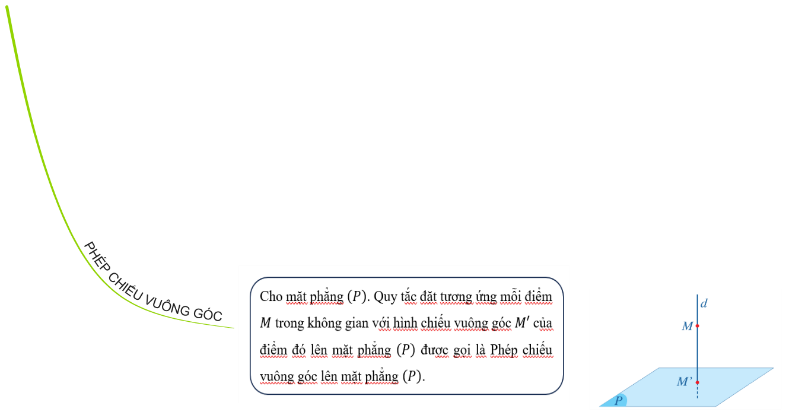 PHÉP CHIẾU VUÔNG GÓC
Cho mặt phẳng (P). Quy tắc đặt tương ứng mỗi điểm
M trong không gian với hình chiếu vuông góc M′ của
điểm đó lên mặt phẳng (P) được gọi là Phép chiếu
vuông góc lên mặt phẳng (P).
d
M
M'
P